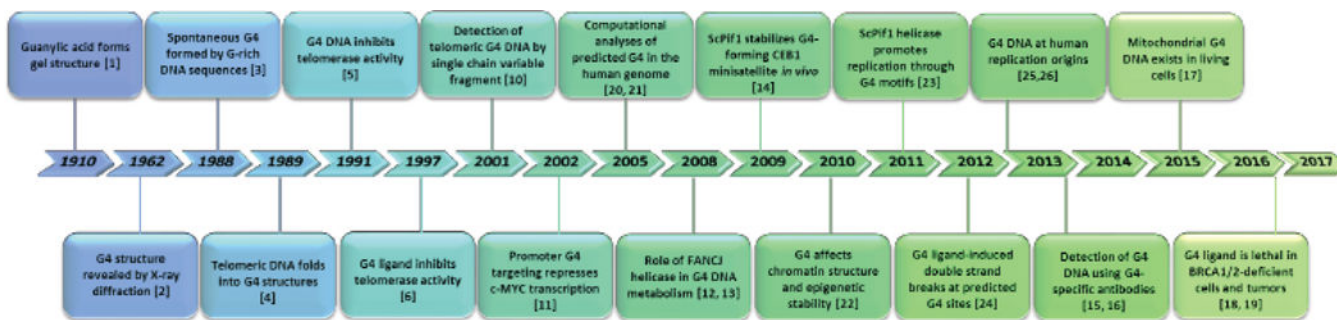 Guanylic acid forms
gel structure [1]
Spontaneous G4
formed by G-rich
DNA sequences [3]
G4 DNA inhibits
telomerase activity
[5]
Detection of
telomeric G4 DNA by
single chain variable
fragment [10]
Computational
analyses of
predicted G4 in the
human genome
[20, 21]
ScPif1 stabilizes G4-
forming CEB1
minisatellite in vivo
[14]
ScPif1 helicase
promotes
replication through
G4 motifs [23]
G4 DNA at human
replication origins
[25,26]
Mitochondrial G4
DNA exists in living
cells [17]
1910 1962 1988 1989 1991 1997 2001 2002 2005 2008 2009 2010 2011 2012 2013 2014 2015 2016 2017
G4 structure
revealed by X-ray
diffraction [2]
Telomeric DNA folds
into G4 structures
[4]
G4 ligand inhibits
telomerase activity
[6]
Promoter G4
targeting represses
c-MYC transcription
[11]
Role of FANCJ
helicase in G4 DNA
metabolism [12, 13]
G4 affects
chromatin structure
and epigenetic
stability [22]
G4 ligand-induced
double strand
breaks at predicted
G4 sites [24]
Detection of G4
DNA using G4-
specific antibodies
[15, 16]
G4 ligand is lethal in
BRCA1/2-deficient
cells and tumors
[18, 19]